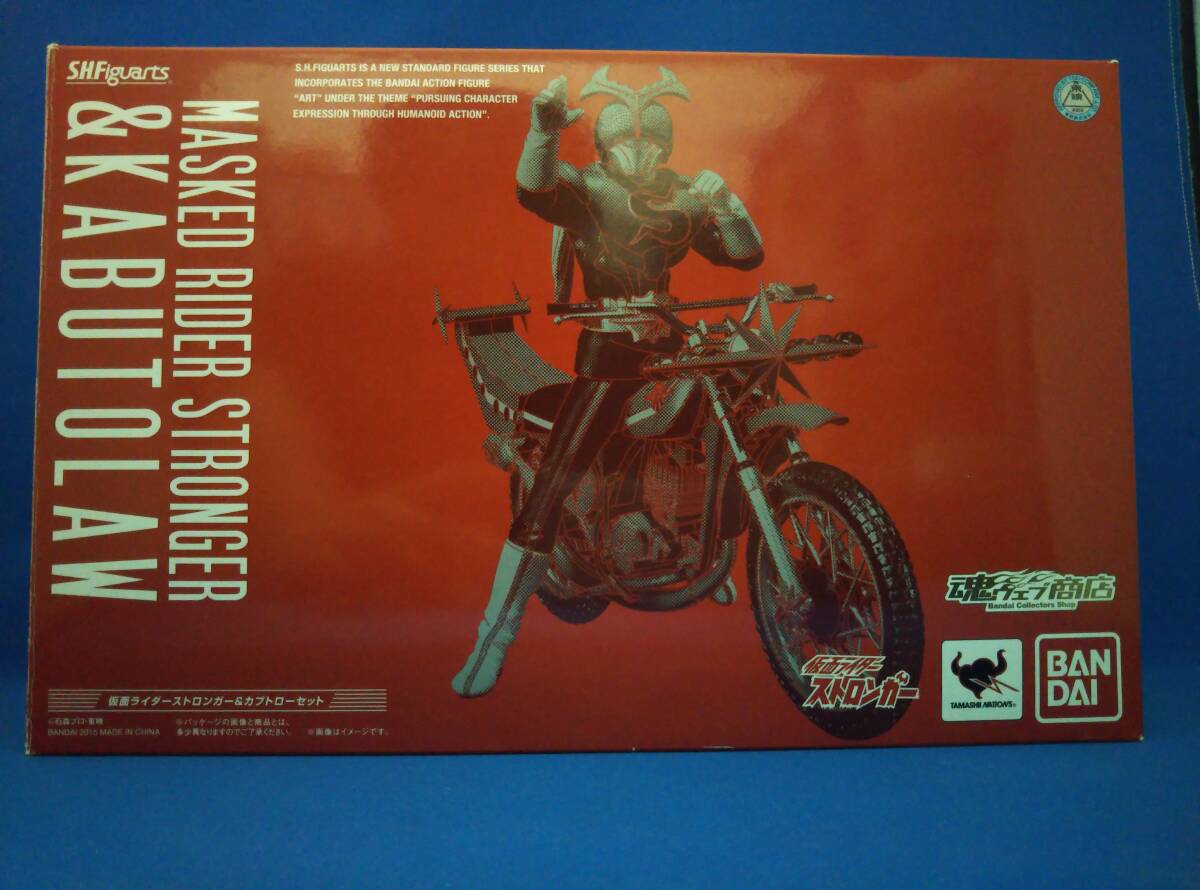 S.H.Figuarts
MASKED RIDER STRONGER
&KABUTOLAW
S.H.FIGUARTS IS A NEW STANDARD FIGURE SERIES THAT
INCORPORATES THE BANDAI ACTION FIGURE
"ART" UNDER THE THEME "PURSUING CHARACTER
EXPRESSION THROUGH HUMANOID ACTION".
魂ウェブ商店
Bandai Collectors Shop
仮面ライダー
ストロンガー
TAMASHII NATIONS
BAN
DAI
仮面ライダーストロンガー&カブトローセット
©石森プロ・東映
BANDAI 2015 MADE IN CHINA
※パッケージの画像と商品とは、
多少異なりますのでご了承ください。
※画像はイメージです。